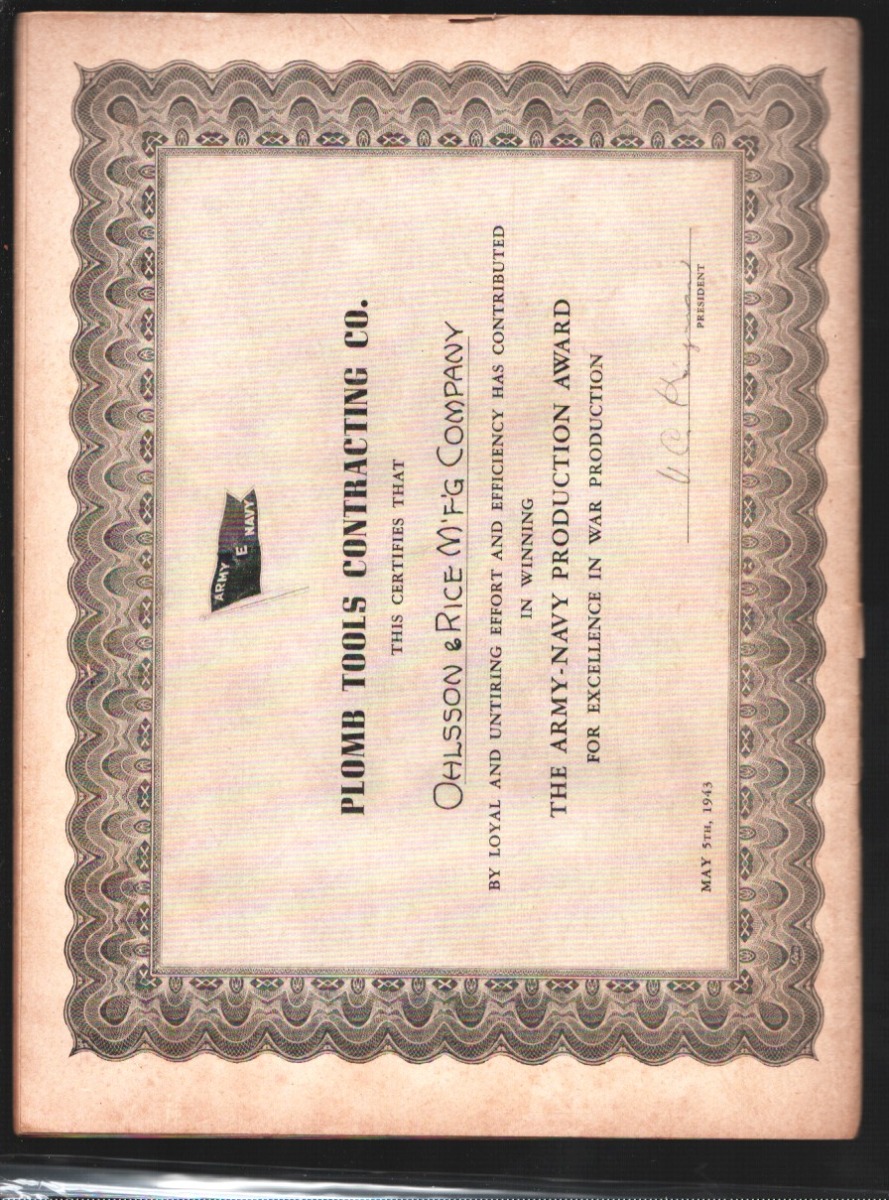 ARMY E NAVY
PLOMB TOOLS CONTRACTING CO.
THIS CERTIFIES THAT
OHLSSON & RICE M'F'G COMPANY
BY LOYAL AND UNTIRING EFFORT AND EFFICIENCY HAS CONTRIBUTED
IN WINNING
THE ARMY-NAVY PRODUCTION AWARD
FOR EXCELLENCE IN WAR PRODUCTION
MAY 5TH, 1943
PRESIDENT